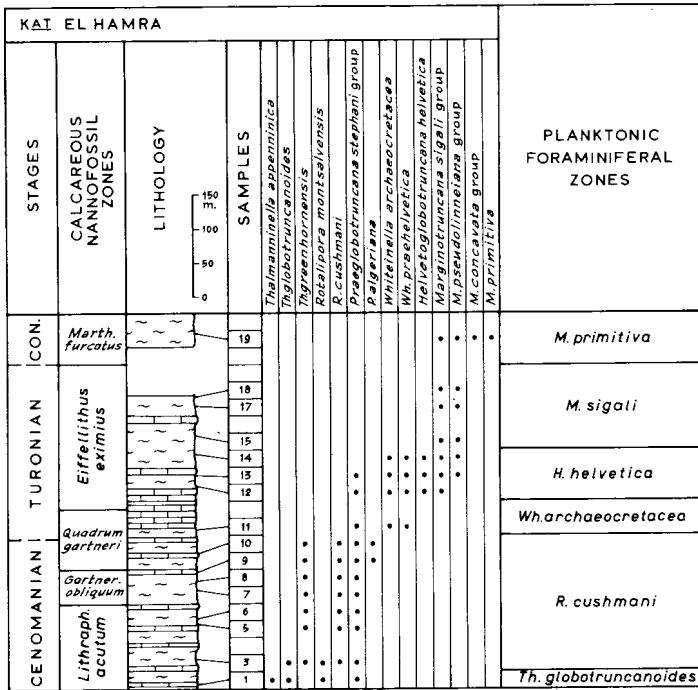 KAT EL HAMRA
STAGES
CALCAREOUS
NANNOFOSSIL
ZONES
LITHOLOGY
150
m.
100
50
0
SAMPLES
Thalmanninella appenninica
Th.globotruncanoides
Th.greenhornensis
Rotalipora montsalvensis
R.cushmani
Praeglobotruncana stephani group
P.algeriana
Whiteinella archaeocretacea
Wh.praehelvetica
Helvetoglobotruncana helvetica
Marginotruncana sigali group
M.pseudolinneiana group
M.concavata group
M.primitiva
PLANKTONIC
FORAMINIFERAL
ZONES
CON.
Marth.
furcatus
19
M.primitiva
TURONIAN
Eiffellithus
eximius
18
17
15
14
13
12
M.sigali
H.helvetica
Wh.archaeocretacea
Quadrum
gartneri
11
10
9
CENOMANIAN
Gartner.
obliquum
8
7
R.cushmani
Lithraph.
acutum
6
5
3
1
Th.globotruncanoides